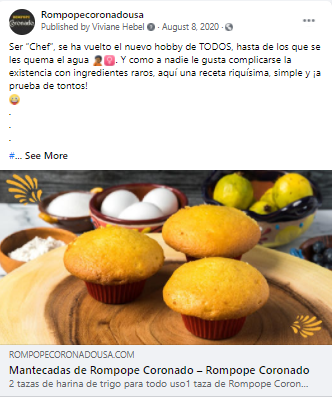 Rompopecoronadousa
Published by Viviane Hebel · August 8, 2020 ·
Ser “Chef”, se ha vuelto el nuevo hobby de TODOS, hasta de los que se
les quema el agua 🤦🏾‍♀️. Y como a nadie le gusta complicarse la
existencia con ingredientes raros, aquí una receta riquísima, simple y ¡a
prueba de tontos!
😜
.
.
.
#... See More
ROMPOPECORONADOUSA.COM
Mantecadas de Rompope Coronado – Rompope Coronado
2 tazas de harina de trigo para todo uso1 taza de Rompope Coron...